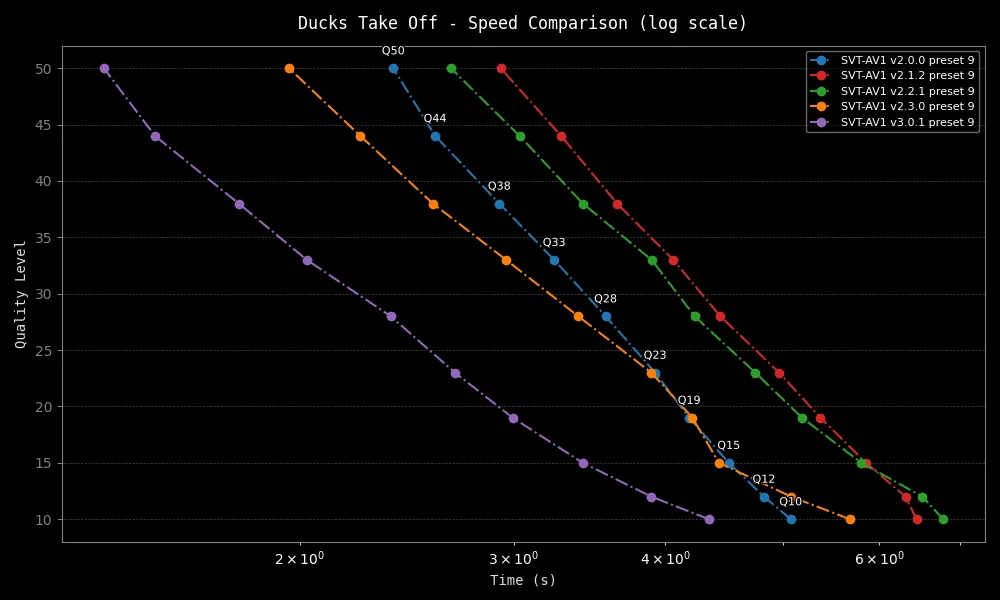 Ducks Take Off - Speed Comparison (log scale)
SVT-AV1 v2.0.0 preset 9
SVT-AV1 v2.1.2 preset 9
SVT-AV1 v2.2.1 preset 9
SVT-AV1 v2.3.0 preset 9
SVT-AV1 v3.0.1 preset 9
Q50
Q44
Q38
Q33
Q28
Q23
Q19
Q15
Q12
Q10
Quality Level
50
45
40
35
30
25
20
15
10
2 × 10⁰ 3 × 10⁰ 4 × 10⁰ 6 × 10⁰
Time (s)